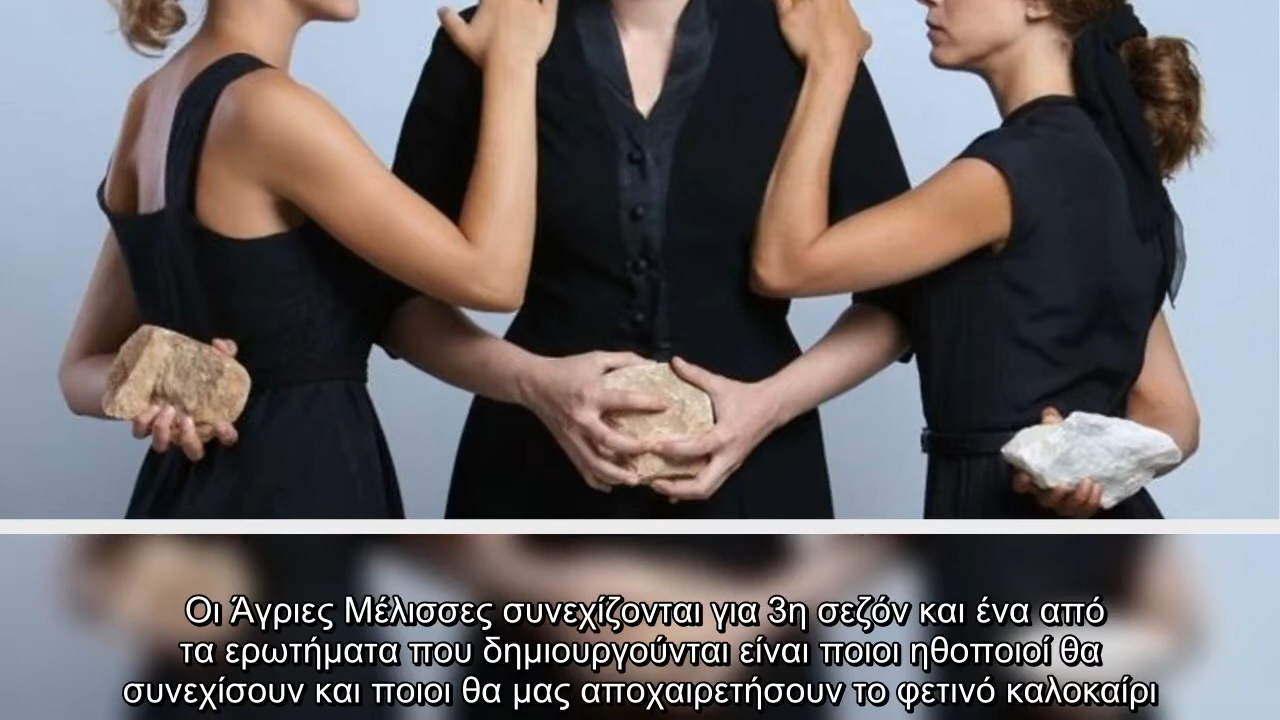 Οι Άγριες Μέλισσες συνεχίζονται για 3η σεζόν και ένα από
τα ερωτήματα που δημιουργούνται είναι ποιοι ηθοποιοί θα
συνεχίσουν και ποιοι θα μας αποχαιρετήσουν το φετινό καλοκαίρι